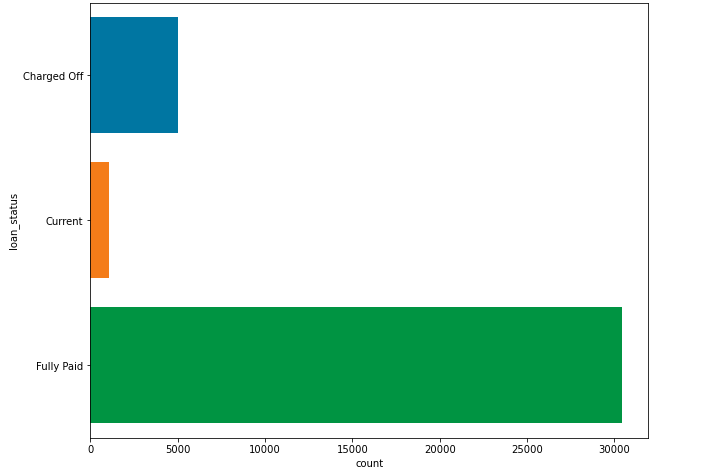 loan_status
Charged Off
Current
Fully Paid
0 5000 10000 15000 20000 25000 30000
count